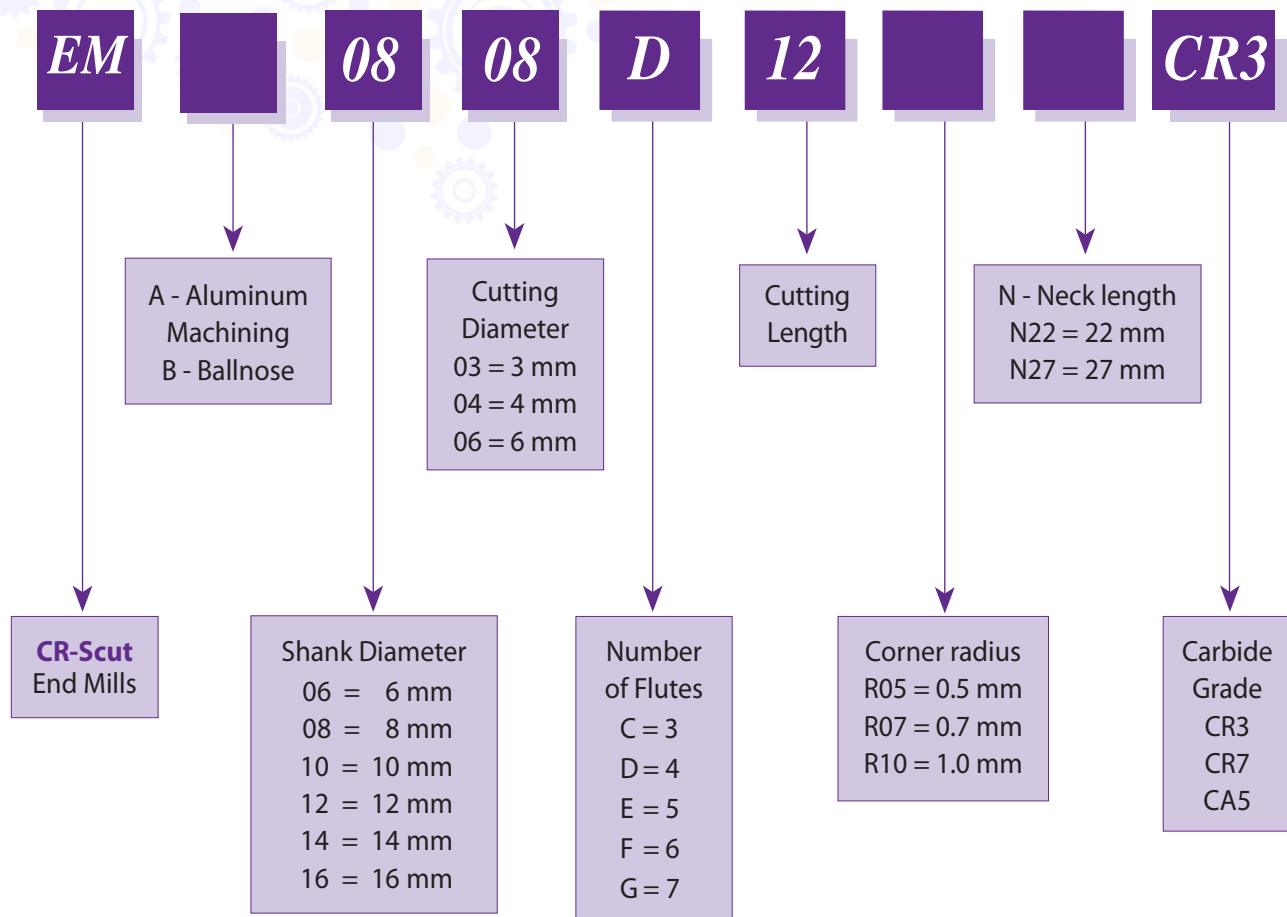 EM 08 08 D 12 CR3
A - Aluminum
Machining
B - Ballnose
Cutting
Diameter
03 = 3 mm
04 = 4 mm
06 = 6 mm
Cutting
Length
N - Neck length
N22 = 22 mm
N27 = 27 mm
CR-Scut
End Mills
Shank Diameter
06 = 6 mm
08 = 8 mm
10 = 10 mm
12 = 12 mm
14 = 14 mm
16 = 16 mm
Number
of Flutes
C = 3
D = 4
E = 5
F = 6
G = 7
Corner radius
R05 = 0.5 mm
R07 = 0.7 mm
R10 = 1.0 mm
Carbide
Grade
CR3
CR7
CA5